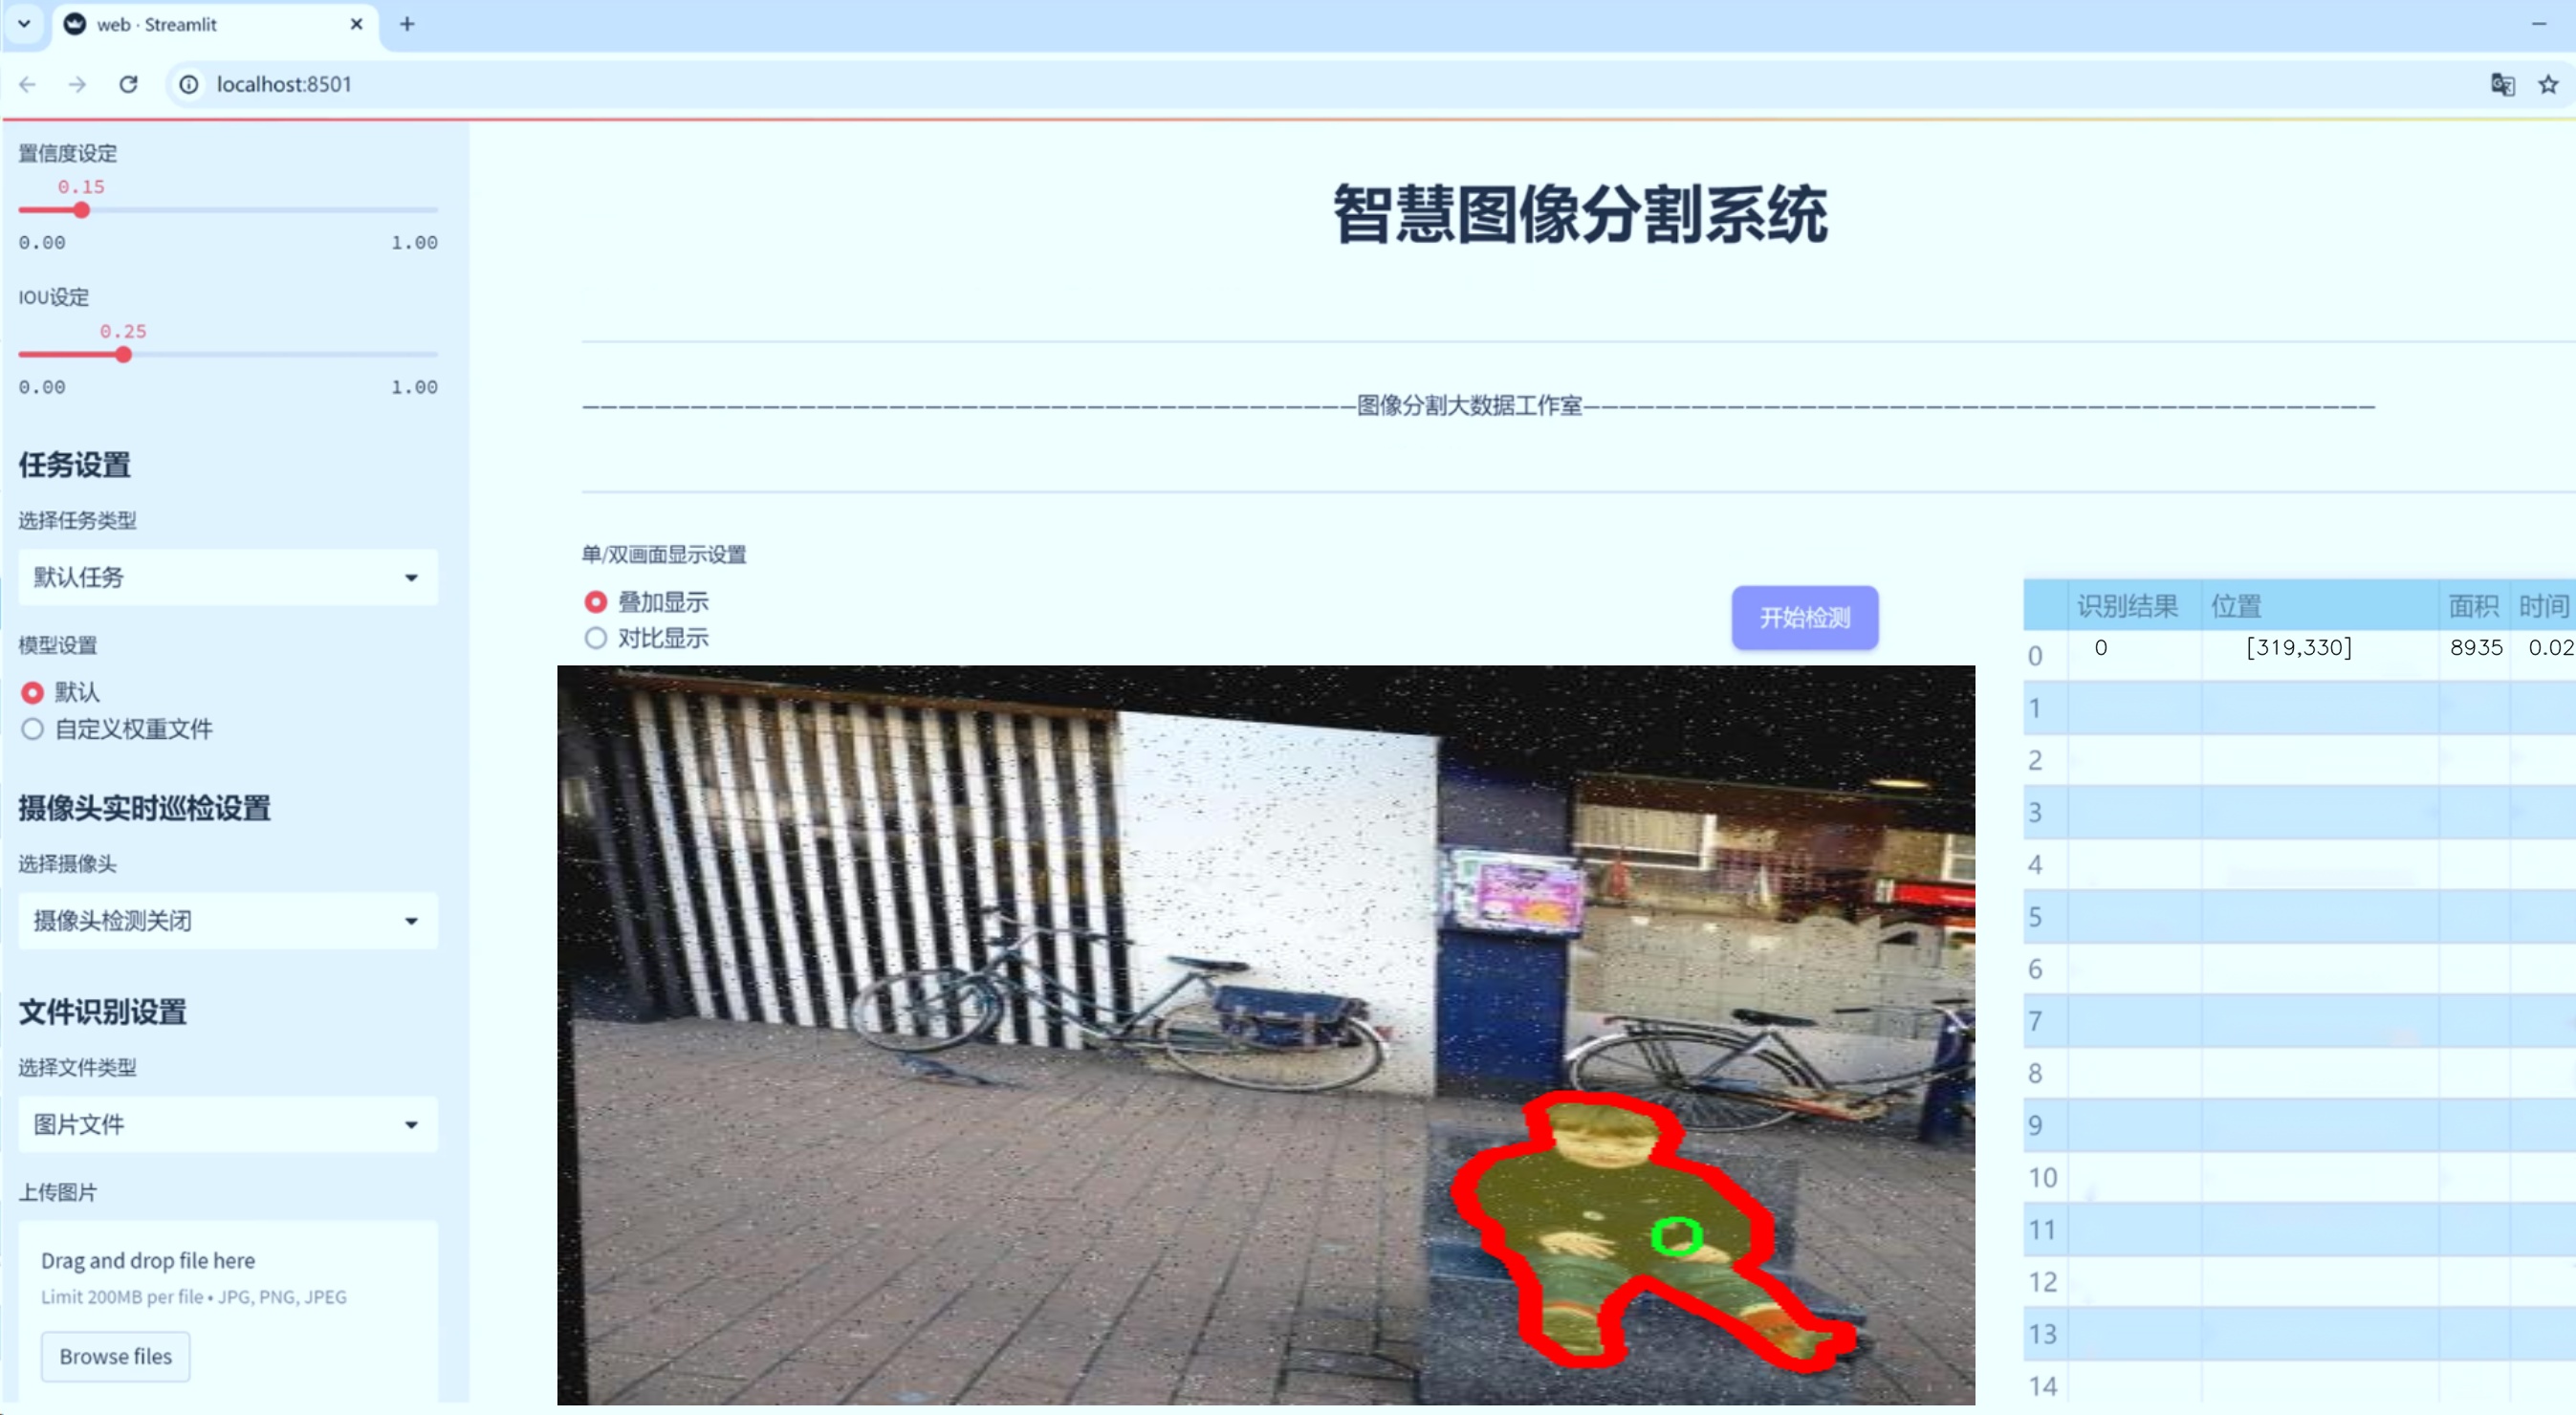 web · Streamlit
localhost:8501
置信度设定
0.15
0.00 1.00
IOU设定
0.25
0.00 1.00
任务设置
选择任务类型
默认任务
模型设置
默认
自定义权重文件
摄像头实时巡检设置
选择摄像头
摄像头检测关闭
文件识别设置
选择文件类型
图片文件
上传图片
Drag and drop file here
Limit 200MB per file • JPG, PNG, JPEG
Browse files
智慧图像分割系统
———————————————————————————————————————————图像分割大数据工作室————————————————————————————————————————————
单/双画面显示设置
叠加显示
对比显示
开始检测
识别结果 位置 面积 时间
0 0 [319,330] 8935 0.02
1
2
3
4
5
6
7
8
9
10
11
12
13
14